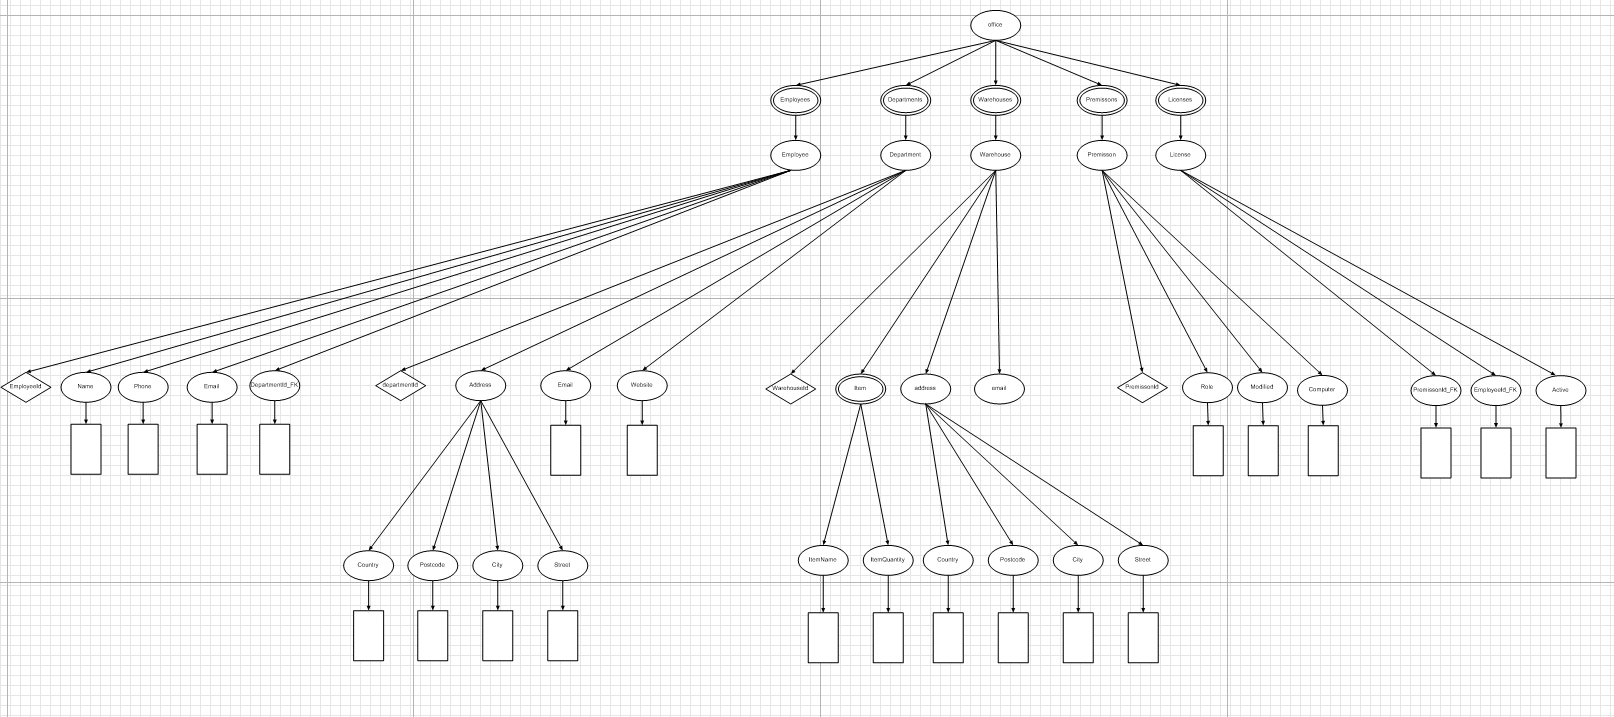 office
Employees
Departments
Warehouses
Premissons
Licenses
Employee
Department
Warehouse
Premisson
License
EmployeeId
Name
Phone
Email
DepartmentId_FK
departmentId
Address
Email
Website
WarehouseId
Item
address
email
PremissonId
Role
Modified
Computer
PremissonId_FK
EmployeeId_FK
Active
Country
Postcode
City
Street
ItemName
ItemQuantity
Country
Postcode
City
Street